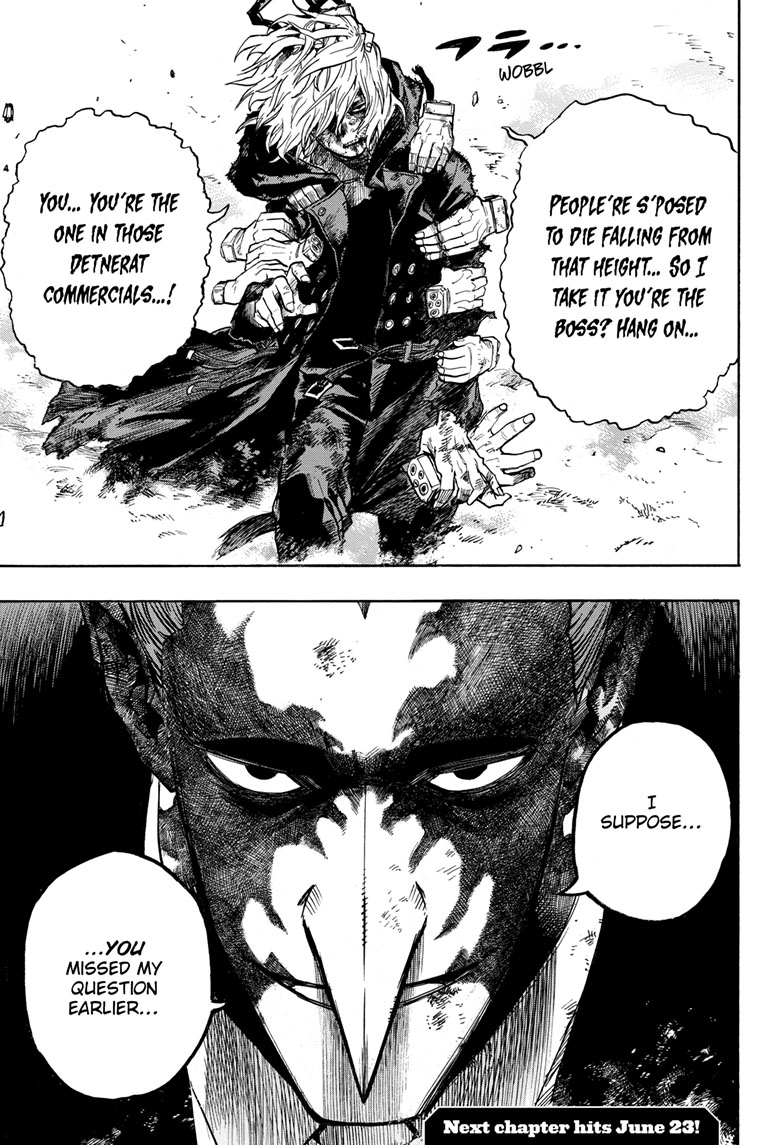 フラ…
WOBBL
PEOPLE'RE S'POSED
TO DIE FALLING FROM
THAT HEIGHT... SO I
TAKE IT YOU'RE THE
BOSS? HANG ON...
YOU... YOU'RE THE
ONE IN THOSE
DETNERAT
COMMERCIALS...!
I
SUPPOSE...
...YOU
MISSED MY
QUESTION
EARLIER...
Next chapter hits June 23!